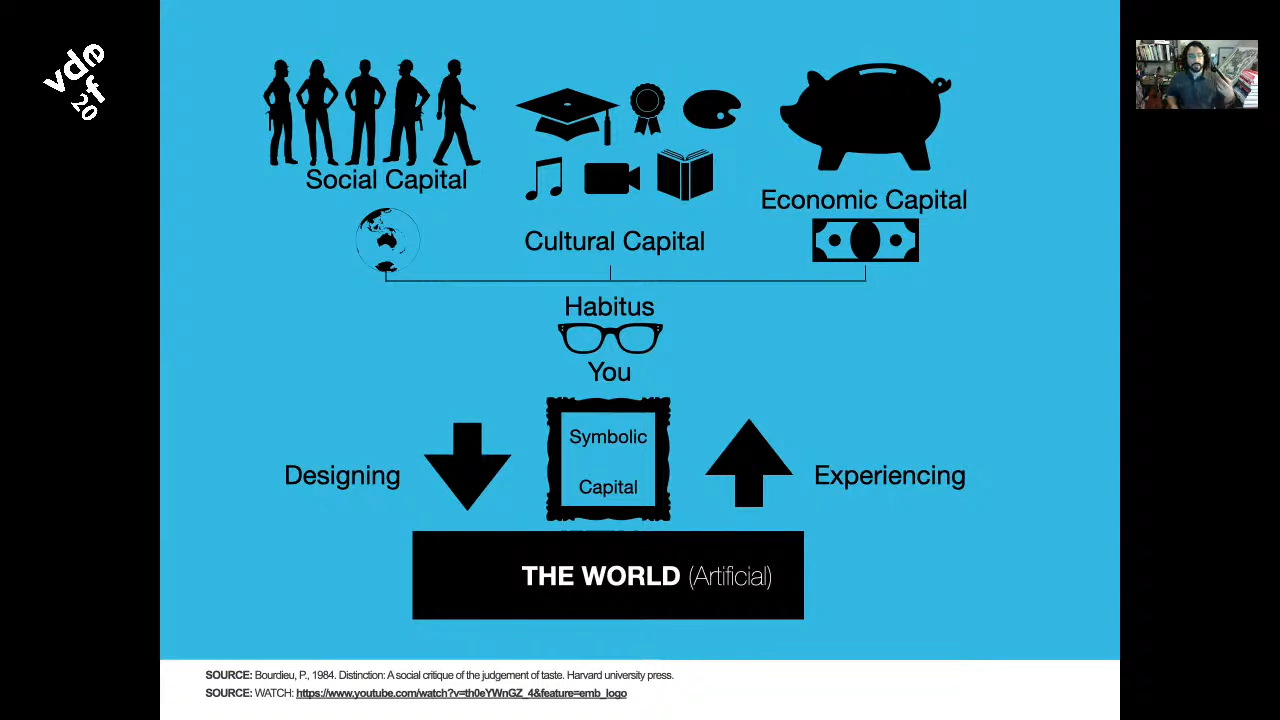 vdef
20
Social Capital
Cultural Capital
Economic Capital
Habitus
You
Symbolic
Capital
Designing
Experiencing
THE WORLD (Artificial)
SOURCE: Bourdieu, P., 1984. Distinction: A social critique of the judgement of taste. Harvard university press.
SOURCE: WATCH: https://www.youtube.com/watch?v=th0eYWnGZ_4&feature=emb_logo